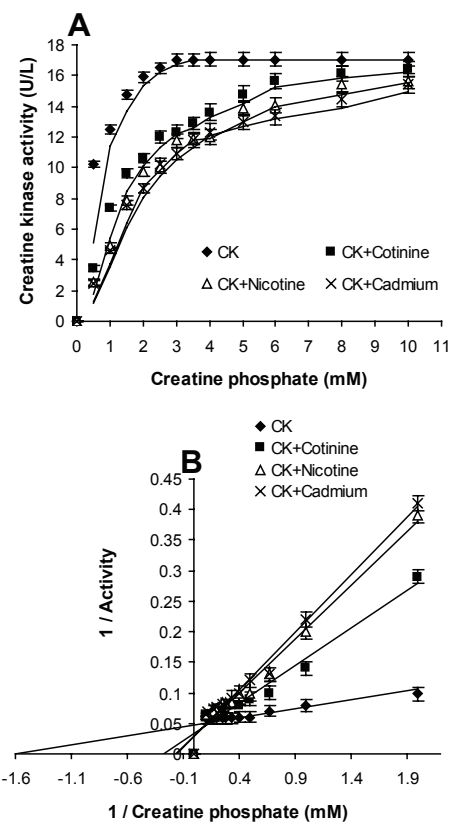 A
Creatine kinase activity (U/L)
18
16
14
12
10
8
6
4
2
0
CK CK+Cotinine
CK+Nicotine CK+Cadmium
0 1 2 3 4 5 6 7 8 9 10 11
Creatine phosphate (mM)
B
CK
CK+Cotinine
CK+Nicotine
CK+Cadmium
1 / Activity
0.45
0.4
0.35
0.3
0.25
0.2
0.15
0.1
0.05
0
-1.6 -1.1 -0.6 -0.1 0.4 0.9 1.4 1.9
1 / Creatine phosphate (mM)